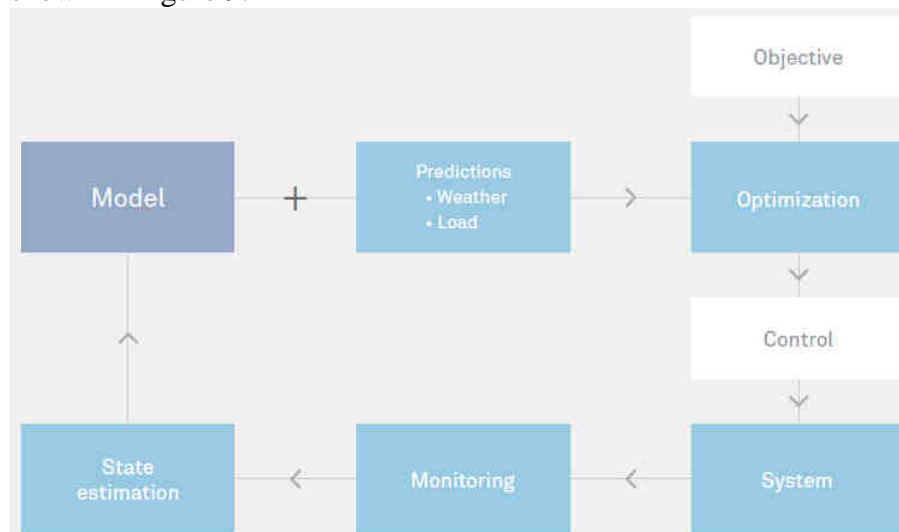 Objective
Model
+
Predictions
• Weather
• Load
Optimization
Control
State
estimation
Monitoring
System